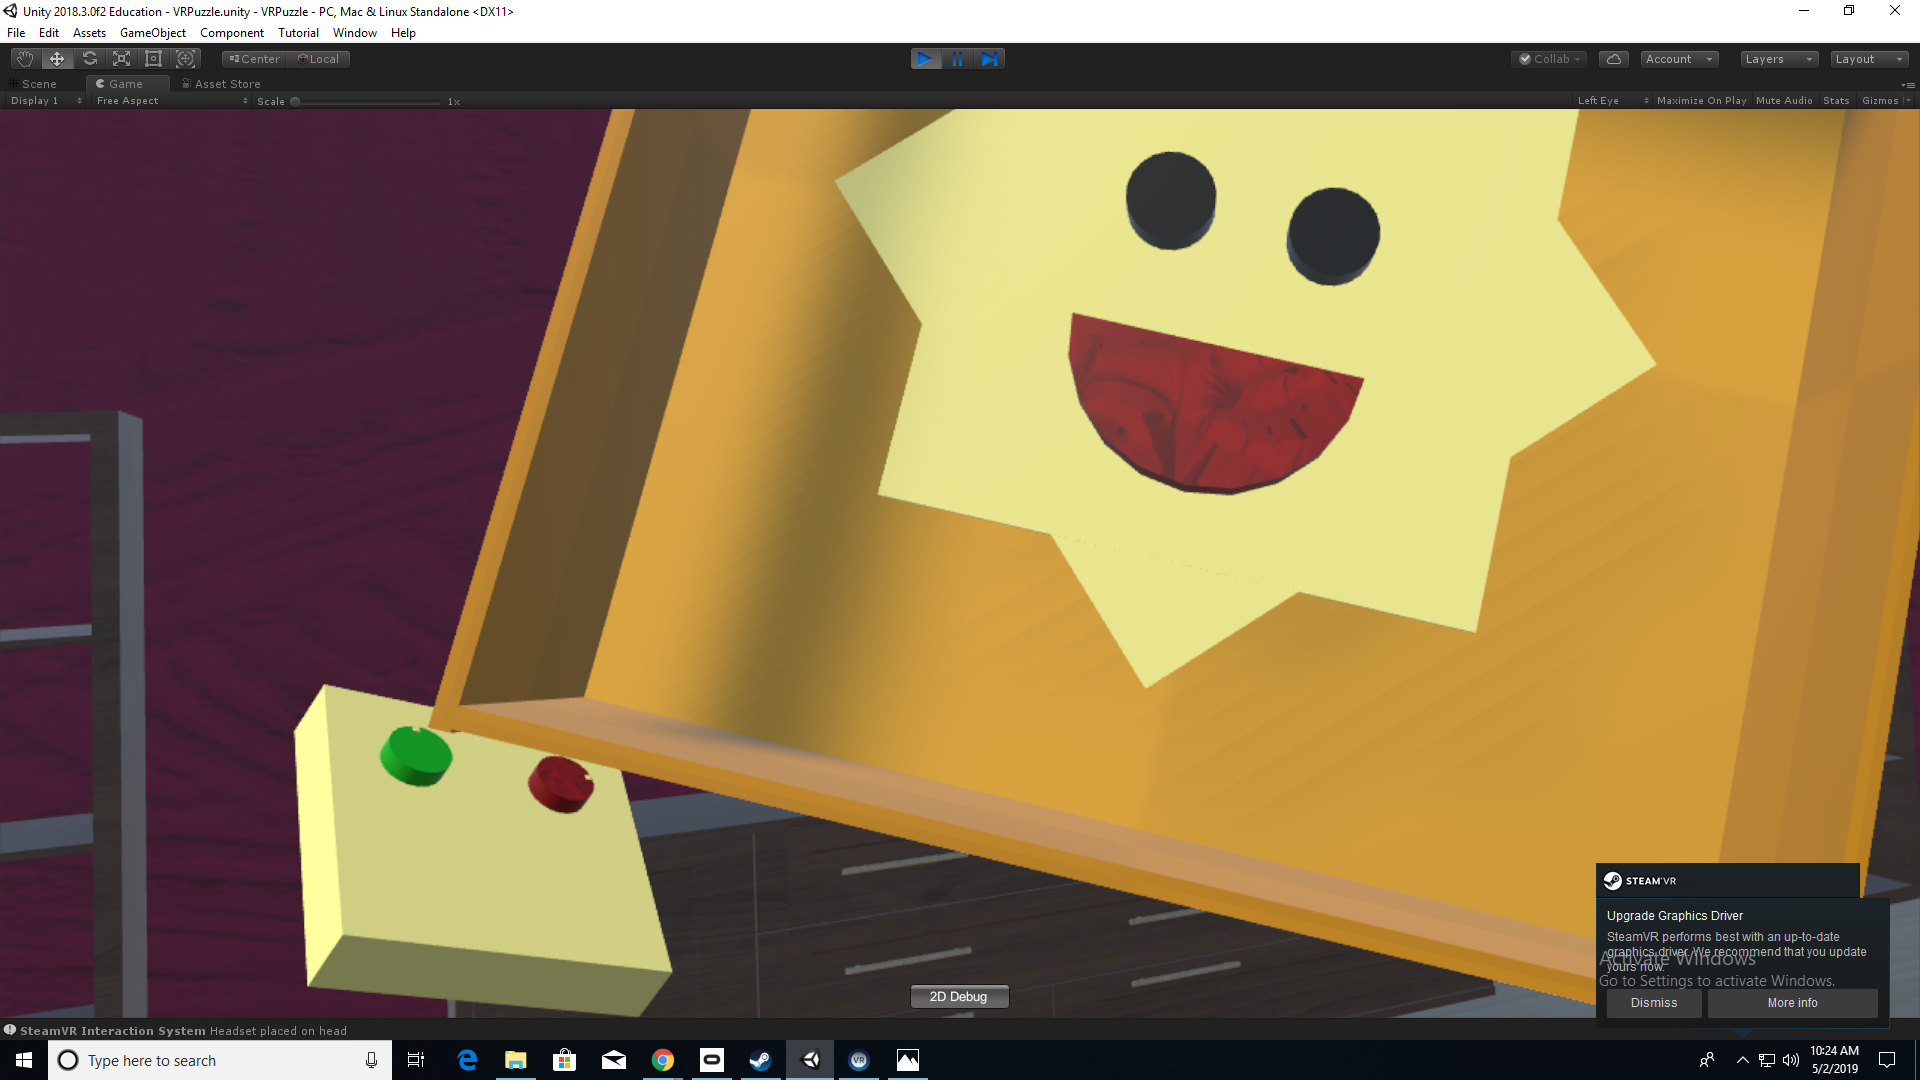 Unity 2018.3.0f2 Education - VRPuzzle.unity - VRPuzzle - PC, Mac & Linux Standalone <DX11>
File Edit Assets GameObject Component Tutorial Window Help
Center Local Collab Account Layers Layout
Scene Game Asset Store
Display 1 Free Aspect Scale 1x Left Eye Maximize On Play Mute Audio Stats Gizmos
STEAMVR
Upgrade Graphics Driver
SteamVR performs best with an up-to-date
graphics driver. We recommend that you update
yours now.
Activate Windows
Go to Settings to activate Windows.
Dismiss More info
2D Debug
SteamVR Interaction System Headset placed on head
Type here to search
VR
10:24 AM
5/2/2019